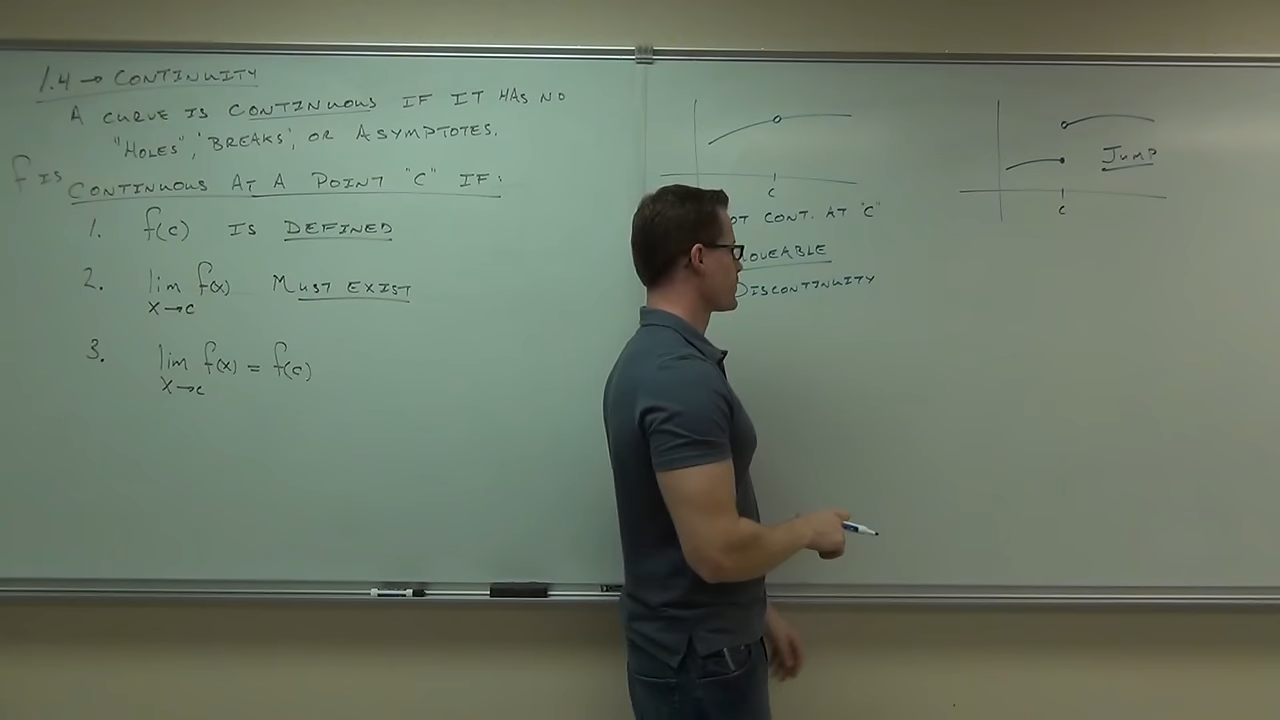 1.4 → CONTINUITY
A CURVE IS CONTINUOUS IF IT HAS NO
"HOLES", 'BREAKS', OR ASYMPTOTES.
f IS CONTINUOUS AT A POINT "C" IF:
1. f(c) IS DEFINED
2. lim f(x) MUST EXIST
x→c
3. lim f(x) = f(c)
x→c
c
OT CONT. AT "C"
MOVEABLE
DISCONTINUITY
JUMP
c